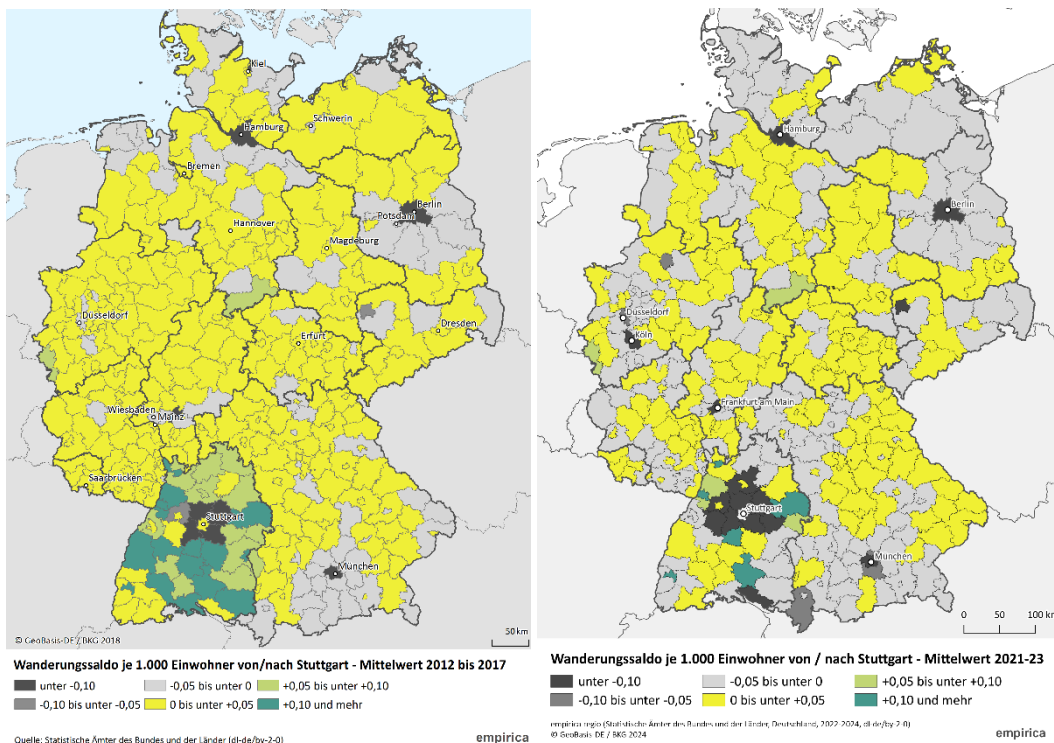 Kiel
Schwerin
Hamburg
Bremen
Berlin
Potsdam
Hannover
Magdeburg
Düsseldorf
Dresden
Erfurt
Wiesbaden
Mainz
Saarbrücken
Stuttgart
München
© GeoBasis-DE / BKG 2018
50 km
Wanderungssaldo je 1.000 Einwohner von/nach Stuttgart - Mittelwert 2012 bis 2017
unter -0,10
-0,05 bis unter 0
+0,05 bis unter +0,10
-0,10 bis unter -0,05
0 bis unter +0,05
+0,10 und mehr
Quelle: Statistische Ämter des Bundes und der Länder (dl-de/by-2-0)
empirica
Hamburg
Berlin
Düsseldorf
Köln
Frankfurt am Main
Stuttgart
München
0 50 100 km
Wanderungssaldo je 1.000 Einwohner von / nach Stuttgart - Mittelwert 2021-23
unter -0,10
-0,05 bis unter 0
+0,05 bis unter +0,10
-0,10 bis unter -0,05
0 bis unter +0,05
+0,10 und mehr
empirica regio (Statistische Ämter des Bundes und der Länder, Deutschland, 2022-2024, dl-de/by-2-0)
© GeoBasis-DE / BKG 2024
empirica